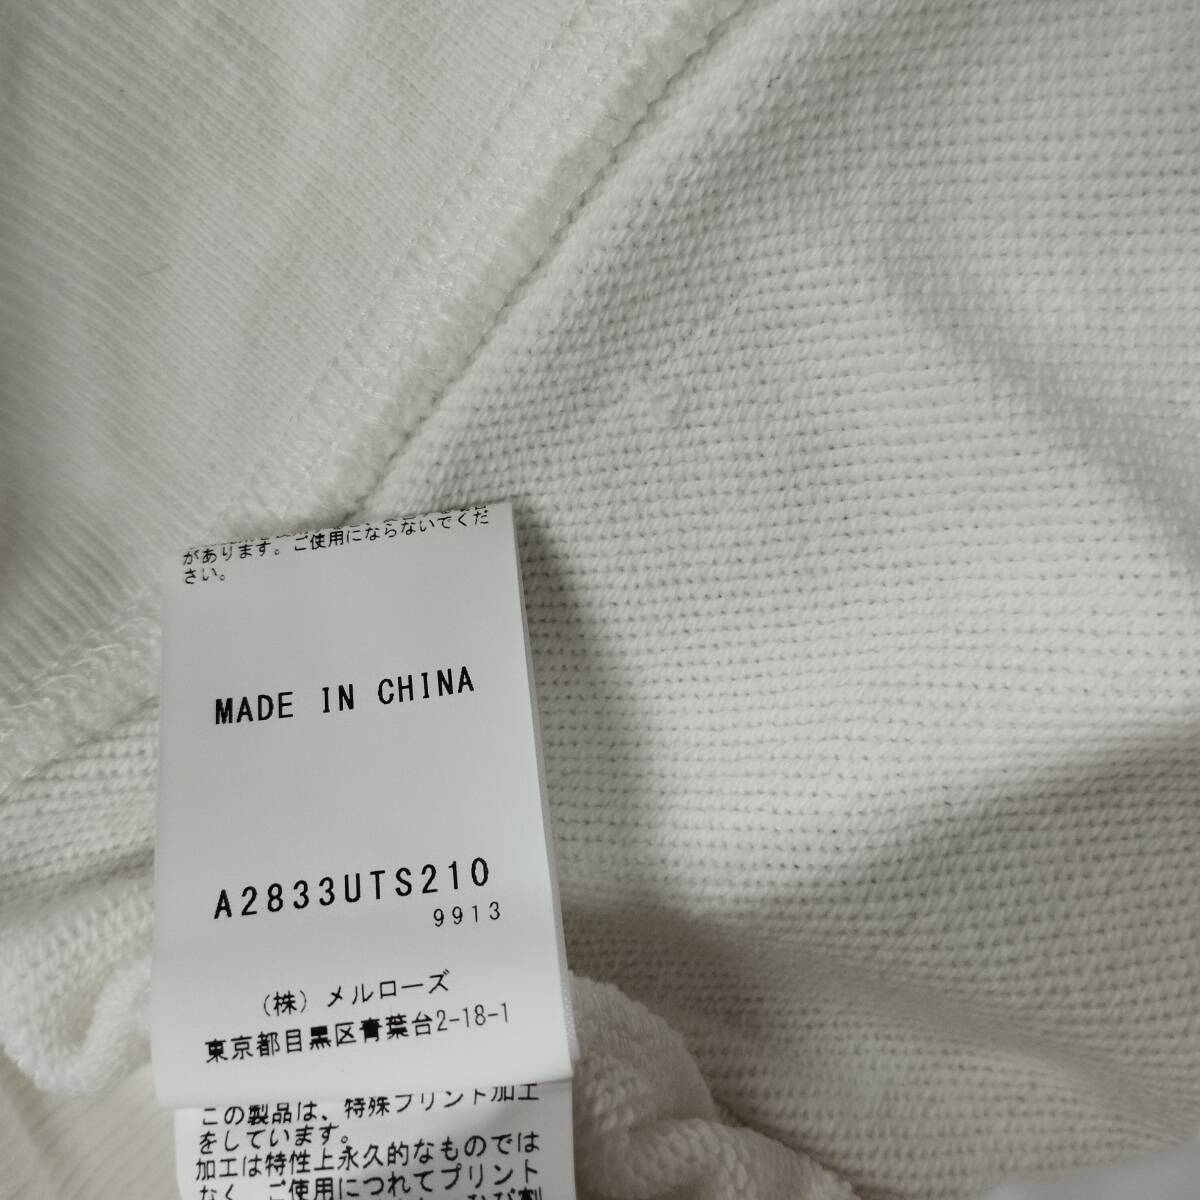 があります。ご使用にならないでくだ
さい。
MADE IN CHINA
A2833UTS210
9913
(株) メルローズ
東京都目黒区青葉台2-18-1
この製品は、特殊プリント加工
をしています。
加工は特性上永久的なものでは
なく、ご使用につれてプリント